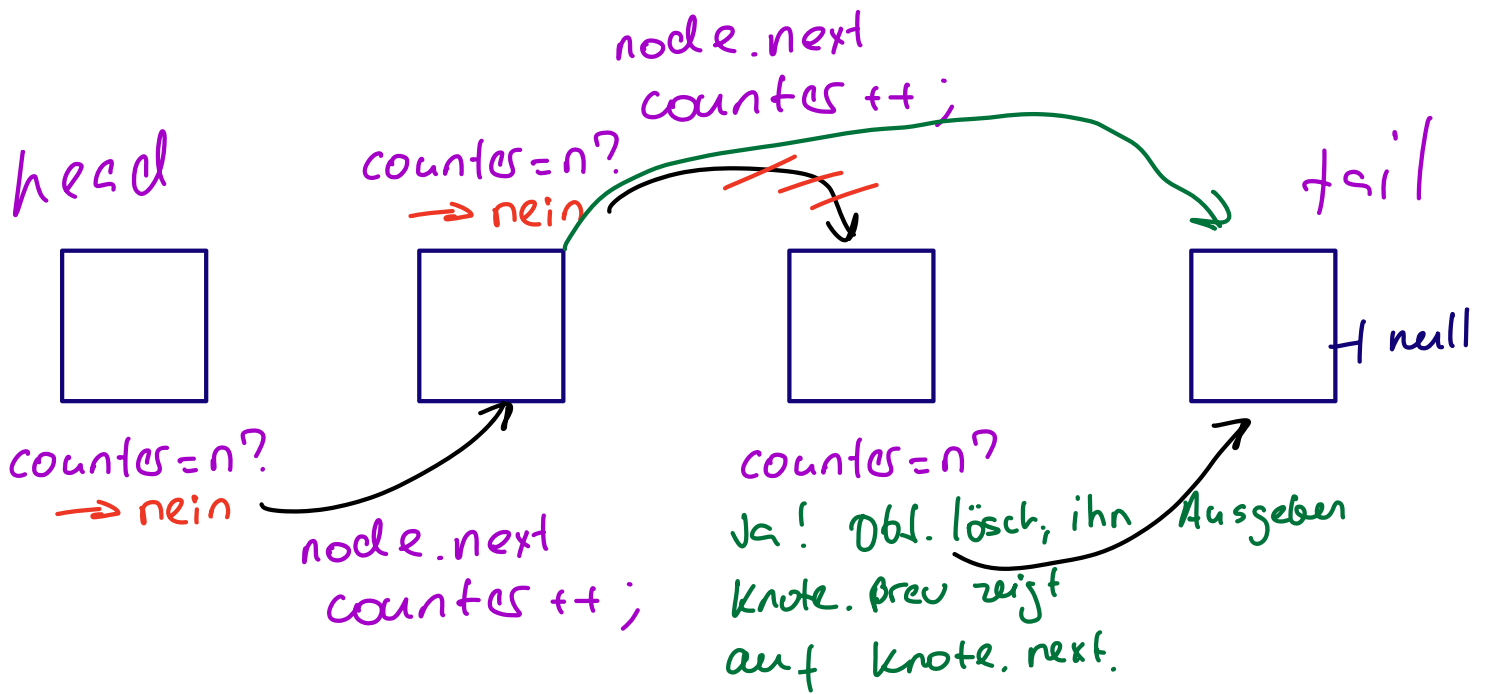 node.next
counter ++ ;
head
counter = n?
→ nein
tail
null
counter = n?
→ nein
node.next
counter ++ ;
counter = n?
Ja! Obj. lösch, ihn Ausgeben
Knote. prev zeigt
auf Knote. next.